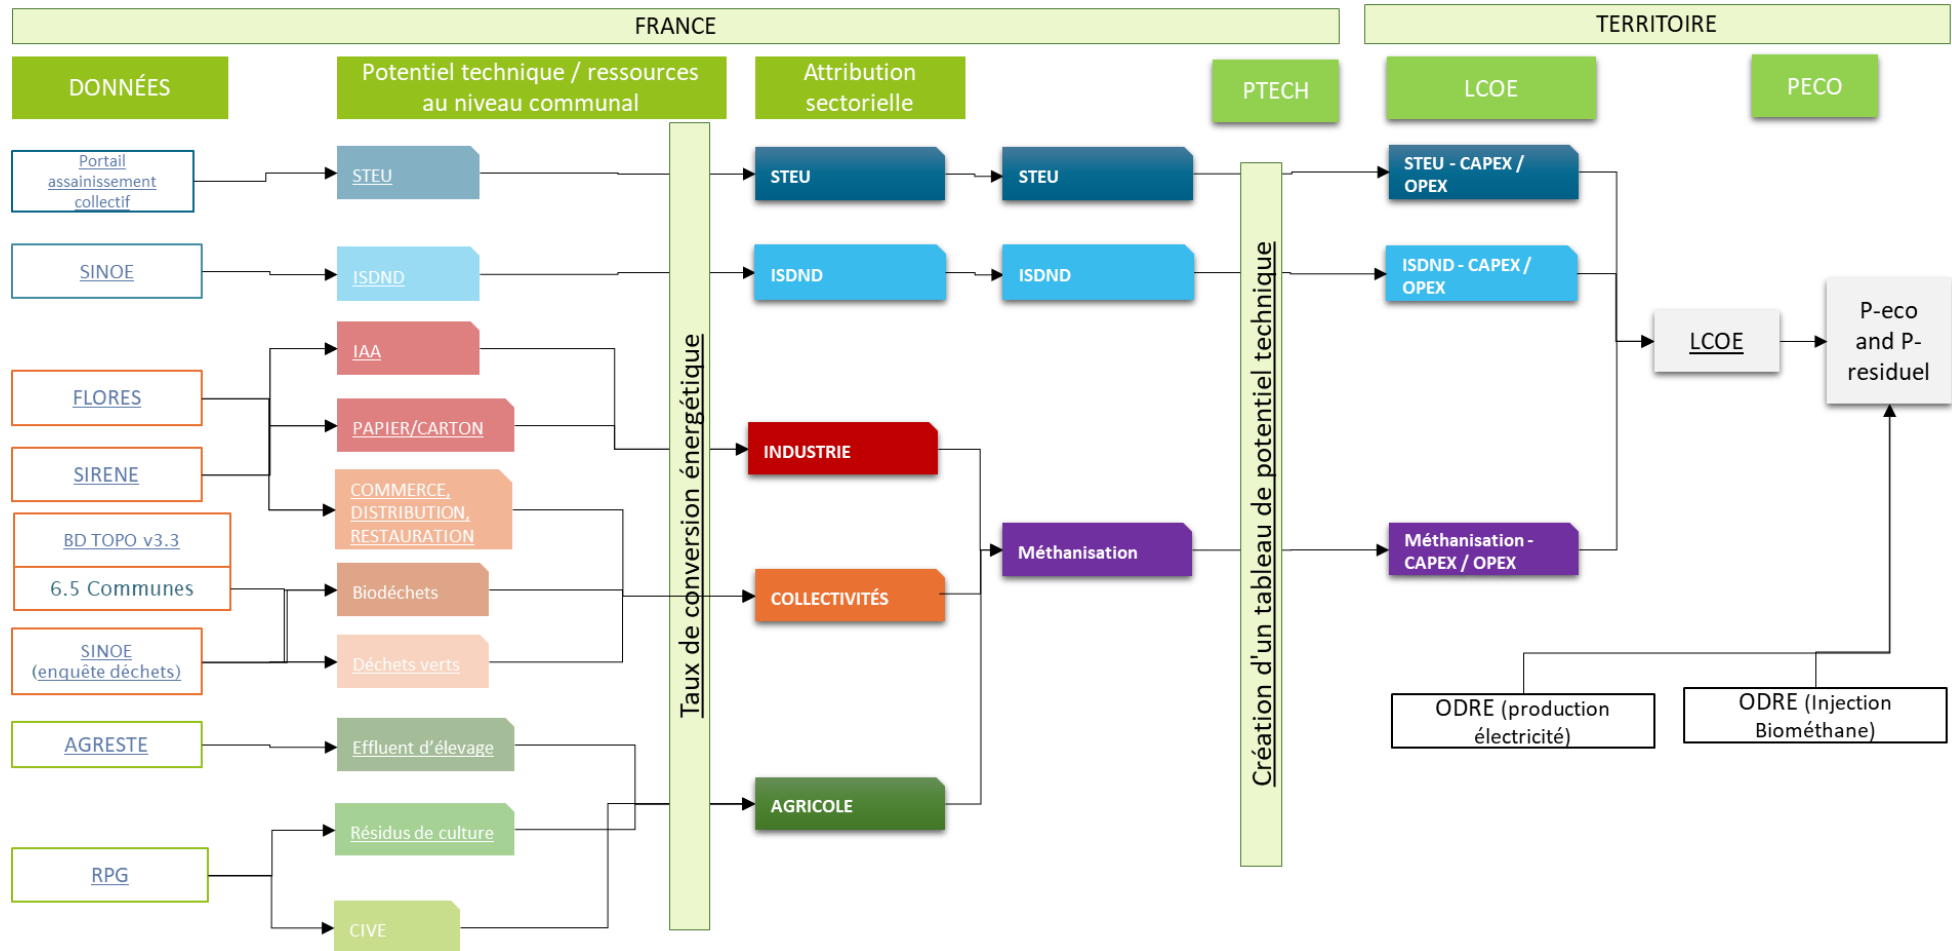 FRANCE
TERRITOIRE
DONNÉES
Potentiel technique / ressources
au niveau communal
Attribution
sectorielle
PTECH
LCOE
PECO
Portail
assainissement
collectif
STEU
STEU
STEU
STEU - CAPEX /
OPEX
SINOE
ISDND
ISDND
ISDND
ISDND - CAPEX /
OPEX
IAA
FLORES
PAPIER/CARTON
SIRENE
COMMERCE,
DISTRIBUTION,
RESTAURATION
BD TOPO v3.3
6.5 Communes
Biodéchets
SINOE
(enquête déchets)
Déchets verts
AGRESTE
Effluent d'élevage
Résidus de culture
RPG
CIVE
Taux de conversion énergétique
INDUSTRIE
COLLECTIVITÉS
AGRICOLE
Méthanisation
Création d'un tableau de potentiel technique
Méthanisation -
CAPEX / OPEX
LCOE
P-eco
and P-
residuel
ODRE (production
électricité)
ODRE (Injection
Biométhane)